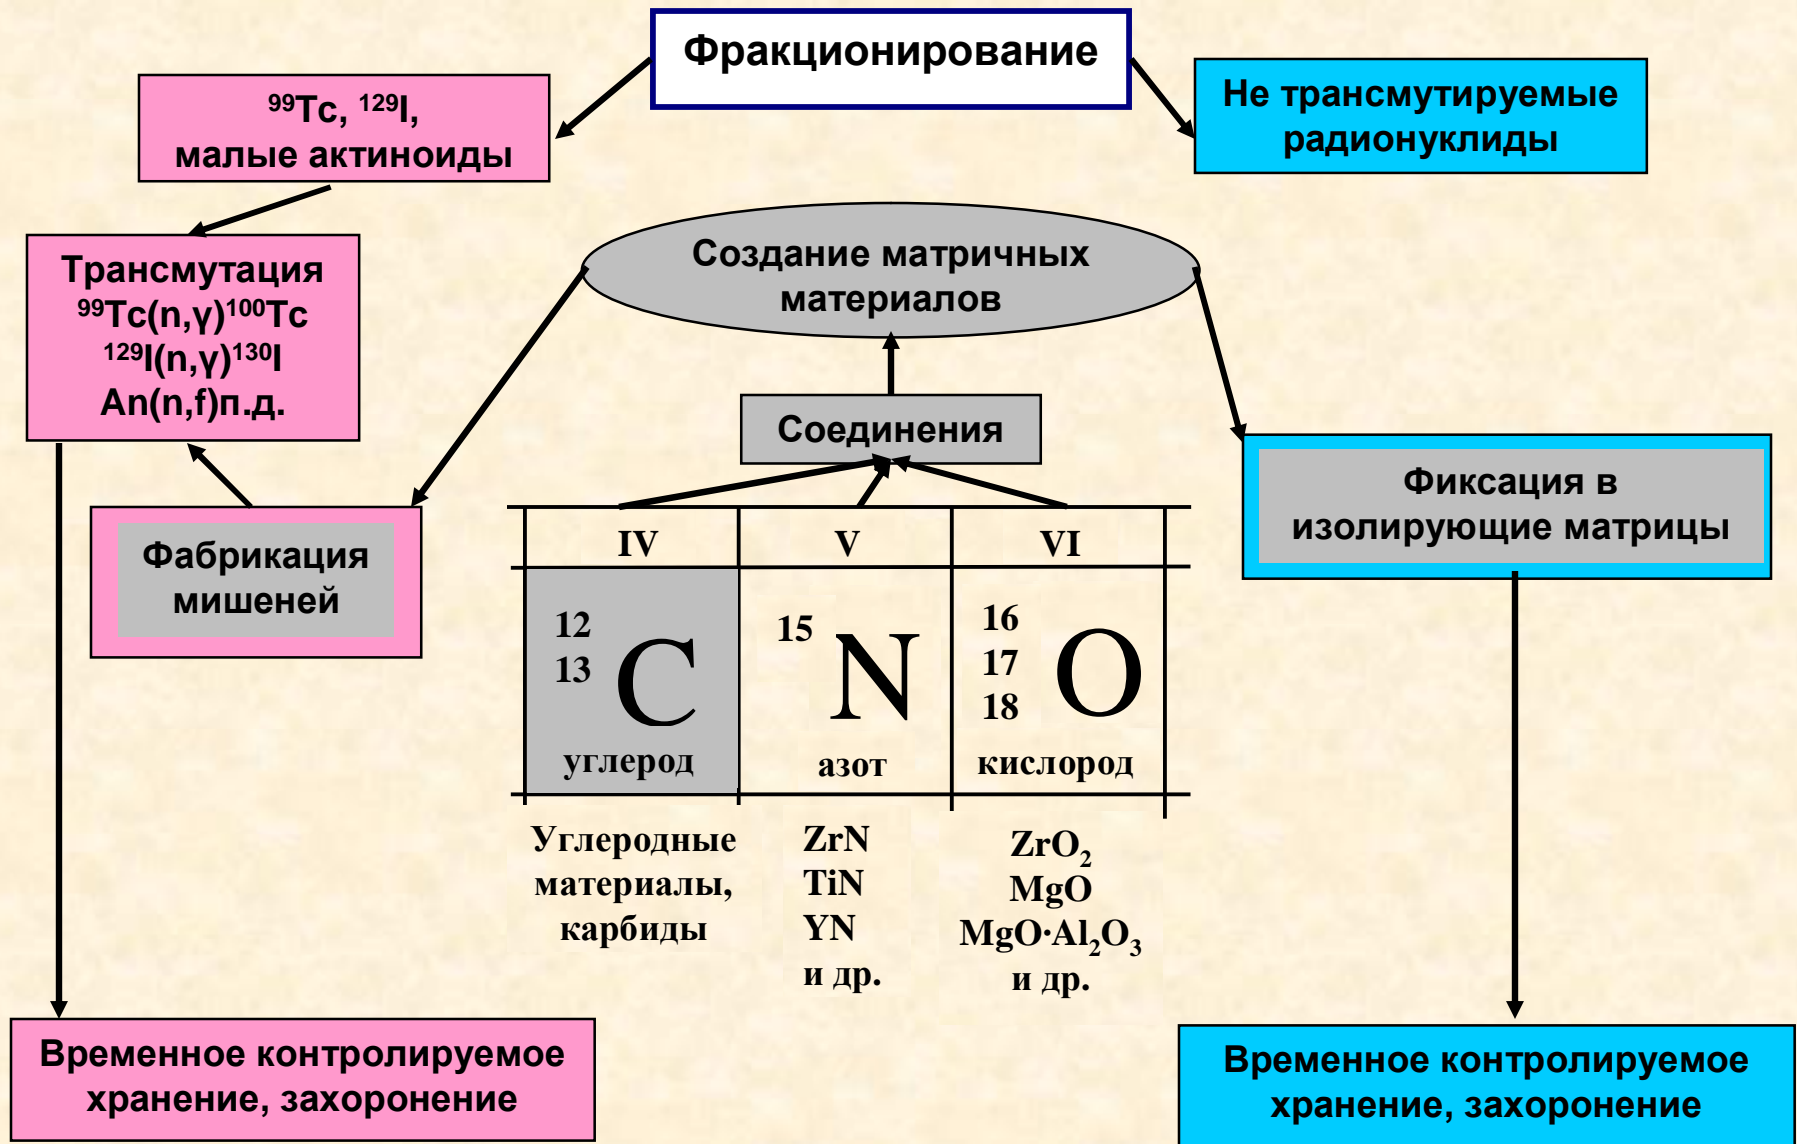 Фракционирование
⁹⁹Tc, ¹²⁹I,
малые актиноиды
Не трансмутируемые
радионуклиды
Трансмутация
⁹⁹Tc(n,γ)¹⁰⁰Tc
¹²⁹I(n,γ)¹³⁰I
An(n,f)п.д.
Создание матричных
материалов
Соединения
Фиксация в
изолирующие матрицы
Фабрикация
мишеней
IV V VI
12
13
C
углерод
15
N
азот
16
17
18
O
кислород
Углеродные
материалы,
карбиды
ZrN
TiN
YN
и др.
ZrO₂
MgO
MgO·Al₂O₃
и др.
Временное контролируемое
хранение, захоронение
Временное контролируемое
хранение, захоронение